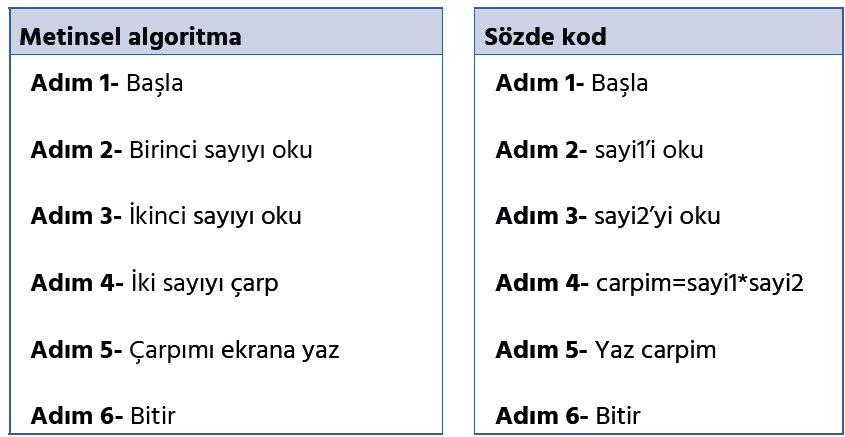 Metinsel algoritma
Adım 1- Başla
Adım 2- Birinci sayıyı oku
Adım 3- İkinci sayıyı oku
Adım 4- İki sayıyı çarp
Adım 5- Çarpımı ekrana yaz
Adım 6- Bitir
Sözde kod
Adım 1- Başla
Adım 2- sayi1’i oku
Adım 3- sayi2’yi oku
Adım 4- carpim=sayi1*sayi2
Adım 5- Yaz carpim
Adım 6- Bitir